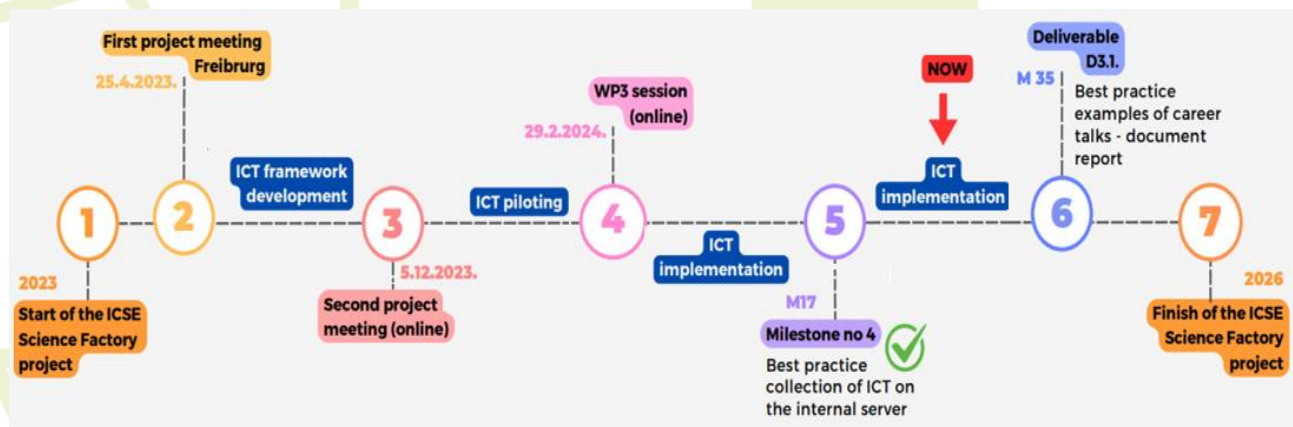 First project meeting
Freibrurg
25.4.2023.
ICT framework
development
WP3 session
(online)
29.2.2024.
ICT piloting
NOW
ICT
implementation
Deliverable
D3.1.
M 35
Best practice
examples of career
talks - document
report
1
2
3
4
5
6
7
2023
Start of the ICSE
Science Factory
project
5.12.2023.
Second project
meeting (online)
ICT
implementation
M17
Milestone no 4
Best practice
collection of ICT on
the internal server
2026
Finish of the ICSE
Science Factory
project